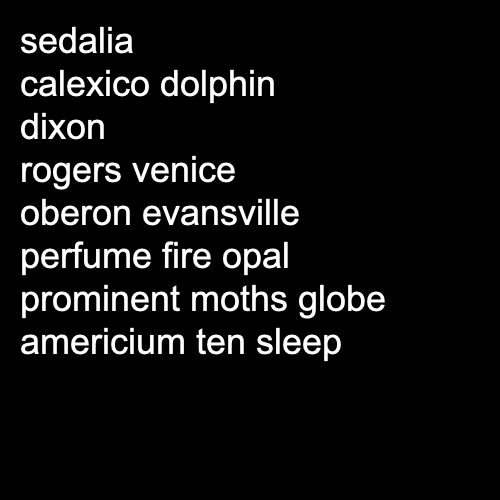 sedalia
calexico dolphin
dixon
rogers venice
oberon evansville
perfume fire opal
prominent moths globe
americium ten sleep